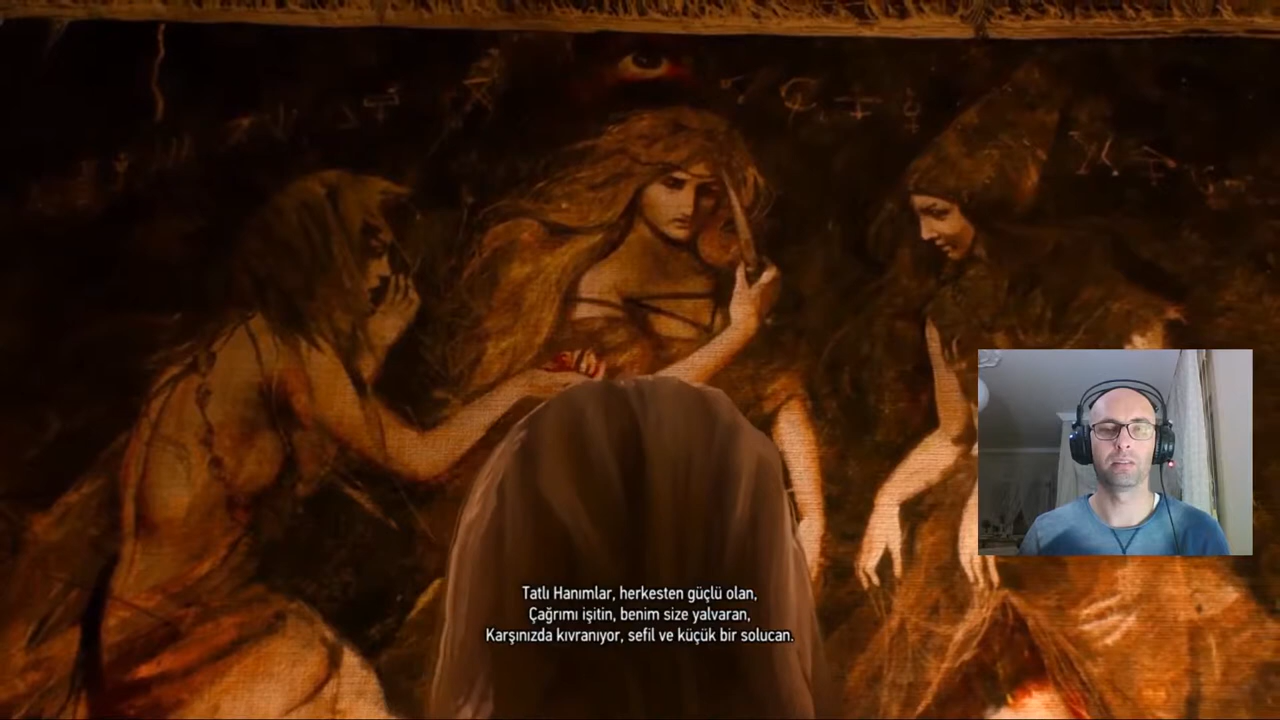 Tatlı Hanımlar, herkesten güçlü olan,
Çağrımı işitin, benim size yalvaran,
Karşınızda kıvranıyor, sefil ve küçük bir solucan.